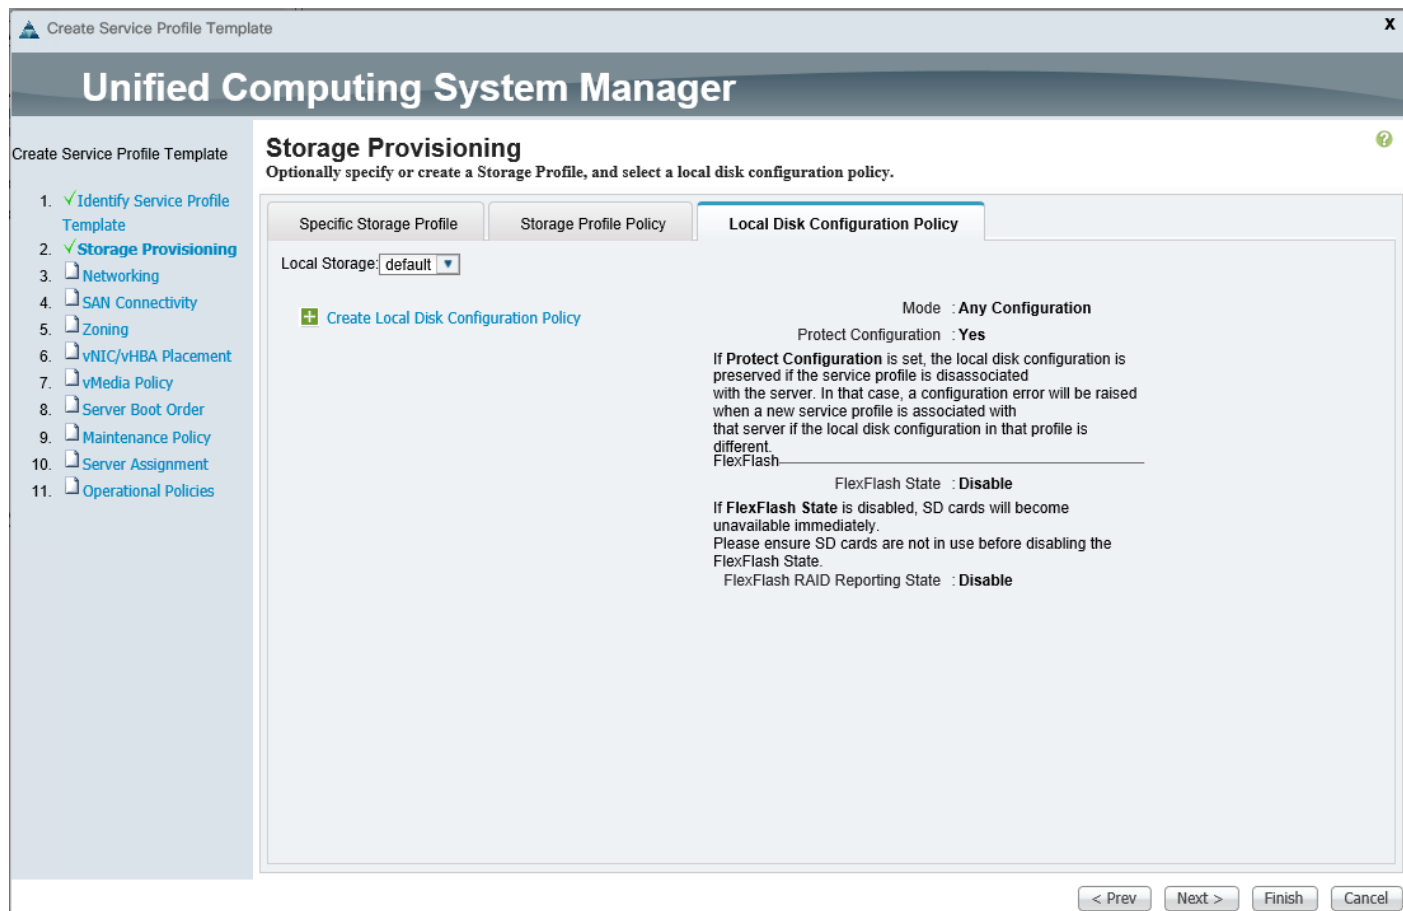 Create Service Profile Template
X
Unified Computing System Manager
Create Service Profile Template
1. Identify Service Profile
Template
2. Storage Provisioning
3. Networking
4. SAN Connectivity
5. Zoning
6. vNIC/vHBA Placement
7. vMedia Policy
8. Server Boot Order
9. Maintenance Policy
10. Server Assignment
11. Operational Policies
Storage Provisioning
?
Optionally specify or create a Storage Profile, and select a local disk configuration policy.
Specific Storage Profile
Storage Profile Policy
Local Disk Configuration Policy
Local Storage: default
Create Local Disk Configuration Policy
Mode : Any Configuration
Protect Configuration : Yes
If Protect Configuration is set, the local disk configuration is
preserved if the service profile is disassociated
with the server. In that case, a configuration error will be raised
when a new service profile is associated with
that server if the local disk configuration in that profile is
different.
FlexFlash
FlexFlash State : Disable
If FlexFlash State is disabled, SD cards will become
unavailable immediately.
Please ensure SD cards are not in use before disabling the
FlexFlash State.
FlexFlash RAID Reporting State : Disable
< Prev
Next >
Finish
Cancel